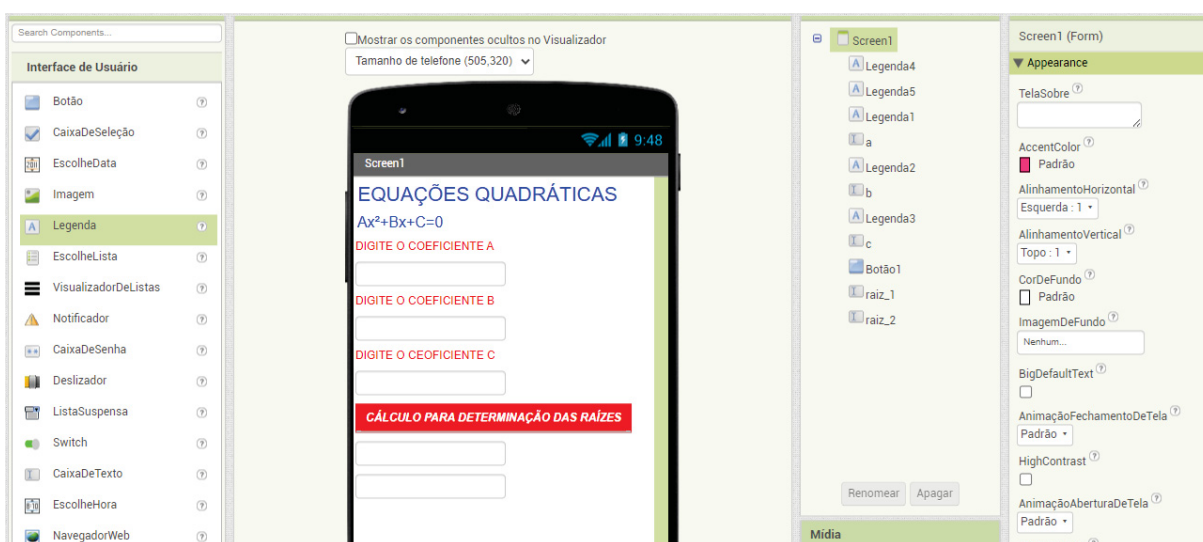 Search Components...
Interface de Usuário
Botão
CaixaDeSeleção
EscolheData
Imagem
Legenda
EscolheLista
VisualizadorDeListas
Notificador
CaixaDeSenha
Deslizador
ListaSuspensa
Switch
CaixaDeTexto
EscolheHora
NavegadorWeb
Mostrar os componentes ocultos no Visualizador
Tamanho de telefone (505,320)
9:48
Screen1
EQUAÇÕES QUADRÁTICAS
Ax²+Bx+C=0
DIGITE O COEFICIENTE A
DIGITE O COEFICIENTE B
DIGITE O CEOFICIENTE C
CÁLCULO PARA DETERMINAÇÃO DAS RAÍZES
Screen1
Legenda4
Legenda5
Legenda1
a
Legenda2
b
Legenda3
c
Botão1
raiz_1
raiz_2
Renomear Apagar
Mídia
Screen1 (Form)
Appearance
TelaSobre
AccentColor
Padrão
AlinhamentoHorizontal
Esquerda : 1
AlinhamentoVertical
Topo : 1
CorDeFundo
Padrão
ImagemDeFundo
Nenhum...
BigDefaultText
AnimaçãoFechamentoDeTela
Padrão
HighContrast
AnimaçãoAberturaDeTela
Padrão